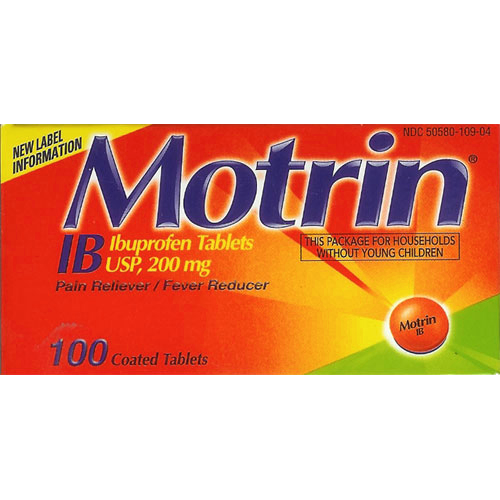 NEW LABEL
INFORMATION
NDC 50580-109-04
Motrin®
IB Ibuprofen Tablets
USP, 200 mg
Pain Reliever / Fever Reducer
THIS PACKAGE FOR HOUSEHOLDS
WITHOUT YOUNG CHILDREN
Motrin
IB
100 Coated Tablets